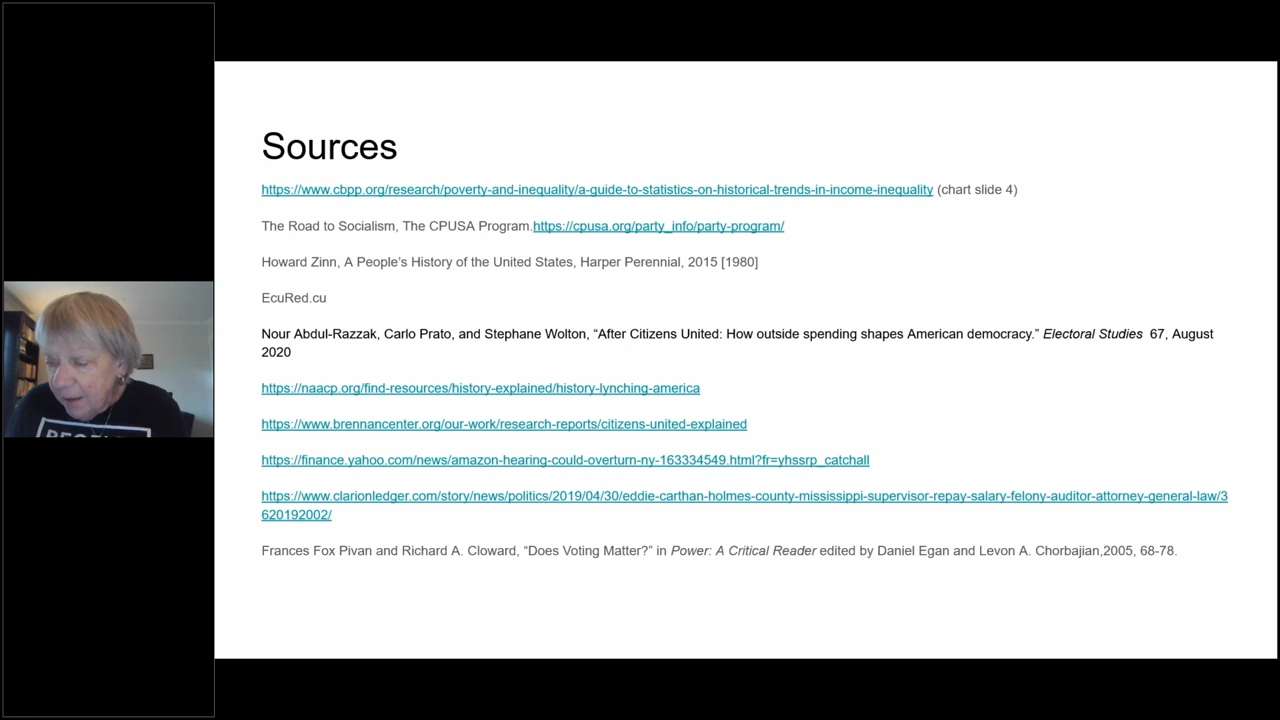 Sources
https://www.cbpp.org/research/poverty-and-inequality/a-guide-to-statistics-on-historical-trends-in-income-inequality (chart slide 4)
The Road to Socialism, The CPUSA Program.https://cpusa.org/party_info/party-program/
Howard Zinn, A People’s History of the United States, Harper Perennial, 2015 [1980]
EcuRed.cu
Nour Abdul-Razzak, Carlo Prato, and Stephane Wolton, “After Citizens United: How outside spending shapes American democracy.” Electoral Studies 67, August
2020
https://naacp.org/find-resources/history-explained/history-lynching-america
https://www.brennancenter.org/our-work/research-reports/citizens-united-explained
https://finance.yahoo.com/news/amazon-hearing-could-overturn-ny-163334549.html?fr=yhssrp_catchall
https://www.clarionledger.com/story/news/politics/2019/04/30/eddie-carthan-holmes-county-mississippi-supervisor-repay-salary-felony-auditor-attorney-general-law/3
620192002/
Frances Fox Pivan and Richard A. Cloward, “Does Voting Matter?” in Power: A Critical Reader edited by Daniel Egan and Levon A. Chorbajian,2005, 68-78.